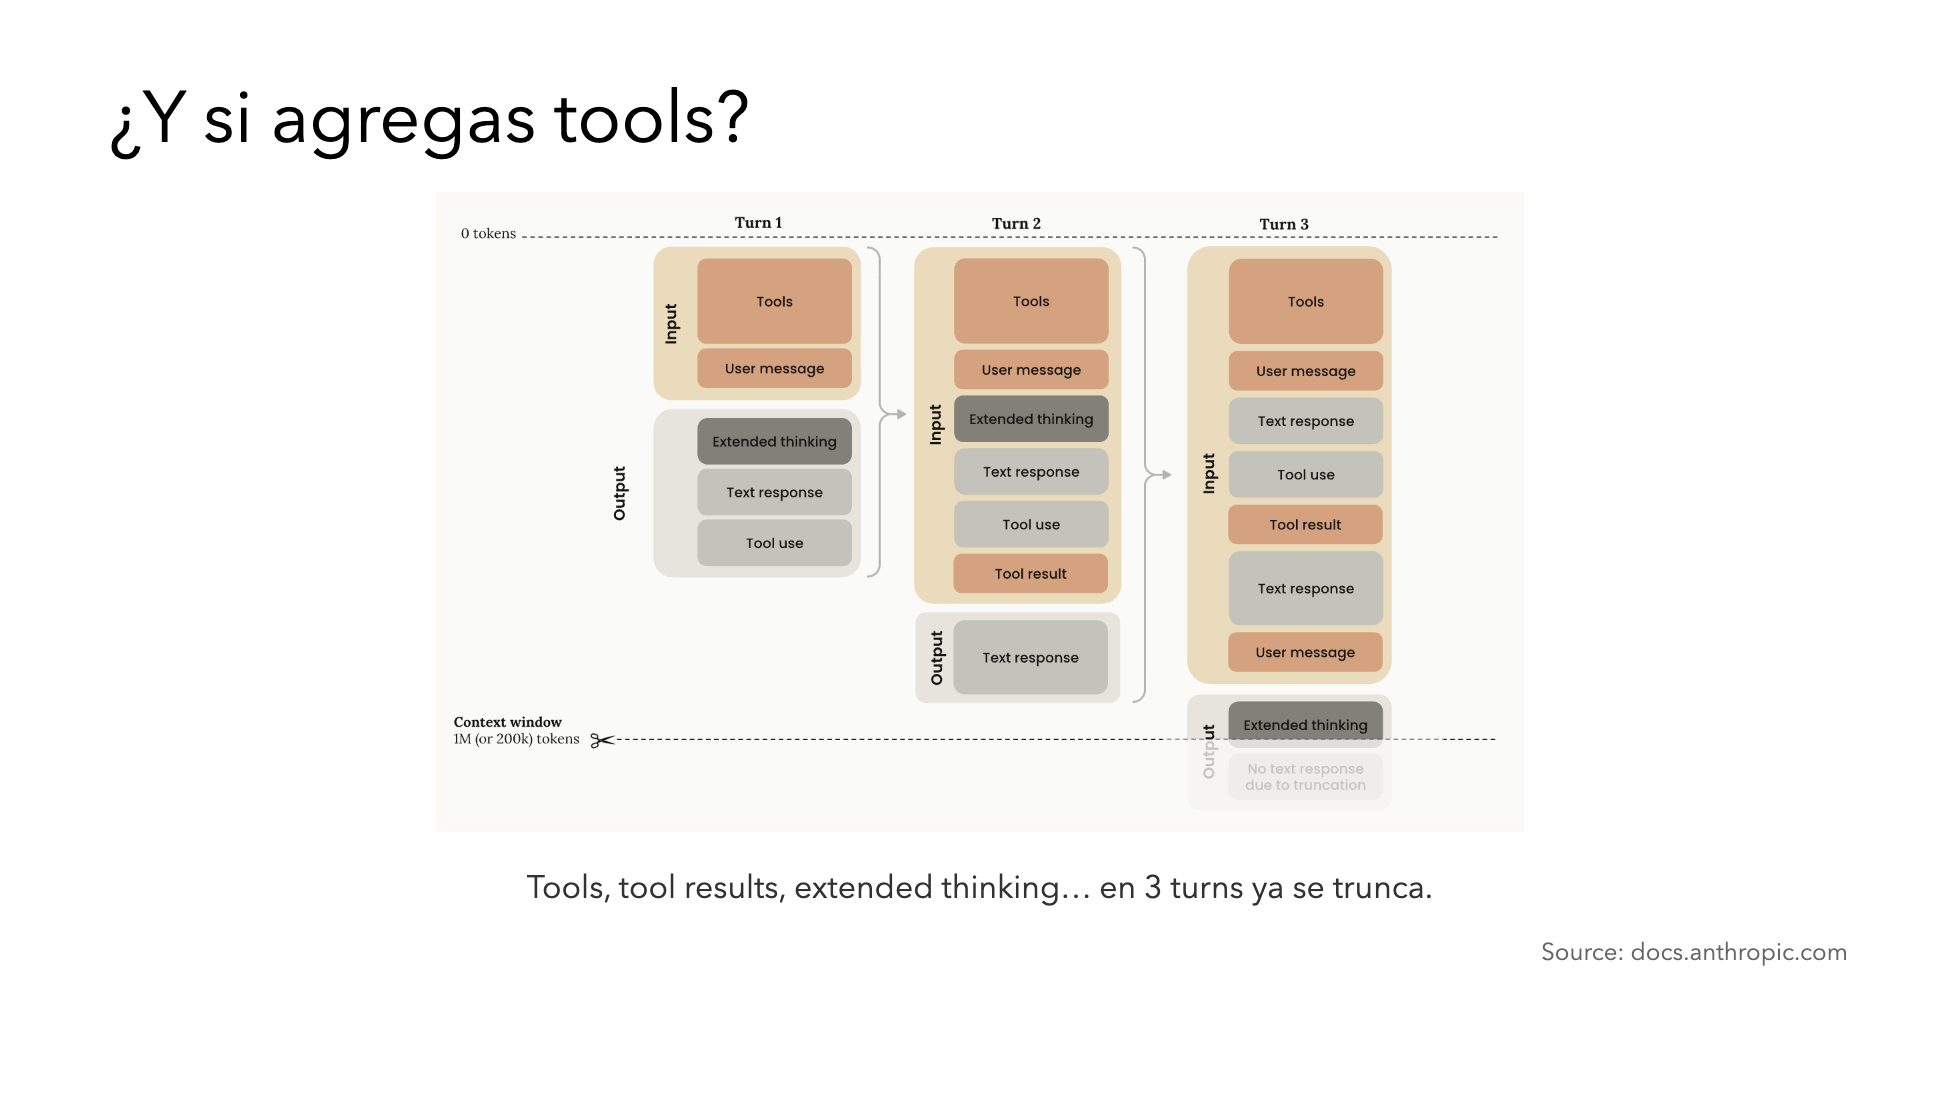 ¿Y si agregas tools?
0 tokens
Turn 1
Input
Tools
User message
Output
Extended thinking
Text response
Tool use
Turn 2
Input
Tools
User message
Extended thinking
Text response
Tool use
Tool result
Output
Text response
Turn 3
Input
Tools
User message
Text response
Tool use
Tool result
Text response
User message
Output
Extended thinking
No text response
due to truncation
Context window
1M (or 200k) tokens
Tools, tool results, extended thinking… en 3 turns ya se trunca.
Source: docs.anthropic.com